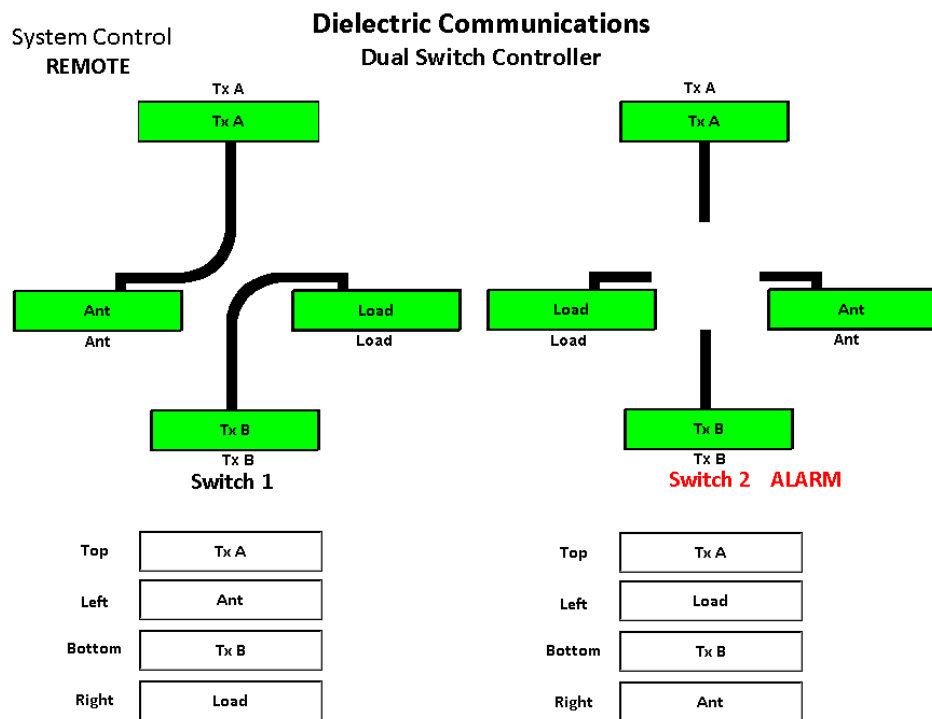 Dielectric Communications
System Control
Dual Switch Controller
REMOTE
Tx A
Tx A
Tx A
Tx A
Ant
Load
Load
Ant
Ant
Load
Load
Ant
Tx B
Tx B
Tx B
Tx B
Switch 1
Switch 2 ALARM
Top Tx A
Top Tx A
Left Ant
Left Load
Bottom Tx B
Bottom Tx B
Right Load
Right Ant